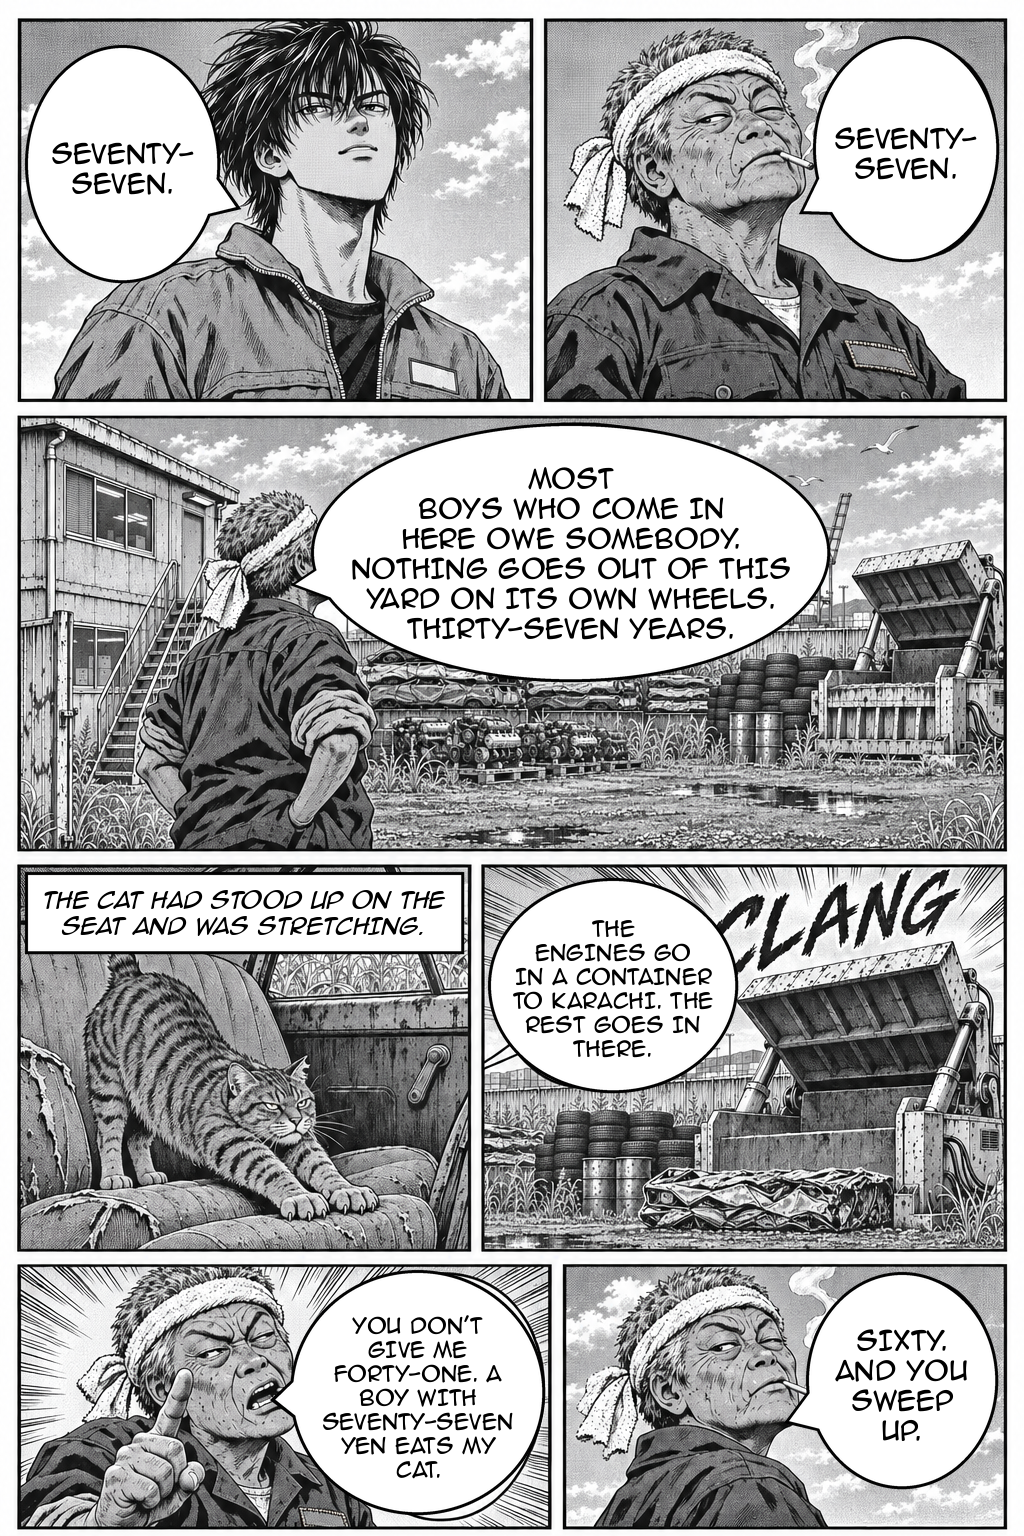 SEVENTY-
SEVEN.
SEVENTY-
SEVEN.
MOST
BOYS WHO COME IN
HERE OWE SOMEBODY.
NOTHING GOES OUT OF THIS
YARD ON ITS OWN WHEELS.
THIRTY-SEVEN YEARS.
THE CAT HAD STOOD UP ON THE
SEAT AND WAS STRETCHING.
THE
ENGINES GO
IN A CONTAINER
TO KARACHI. THE
REST GOES IN
THERE.
CLANG
YOU DON'T
GIVE ME
FORTY-ONE. A
BOY WITH
SEVENTY-SEVEN
YEN EATS MY
CAT.
SIXTY.
AND YOU
SWEEP
UP.